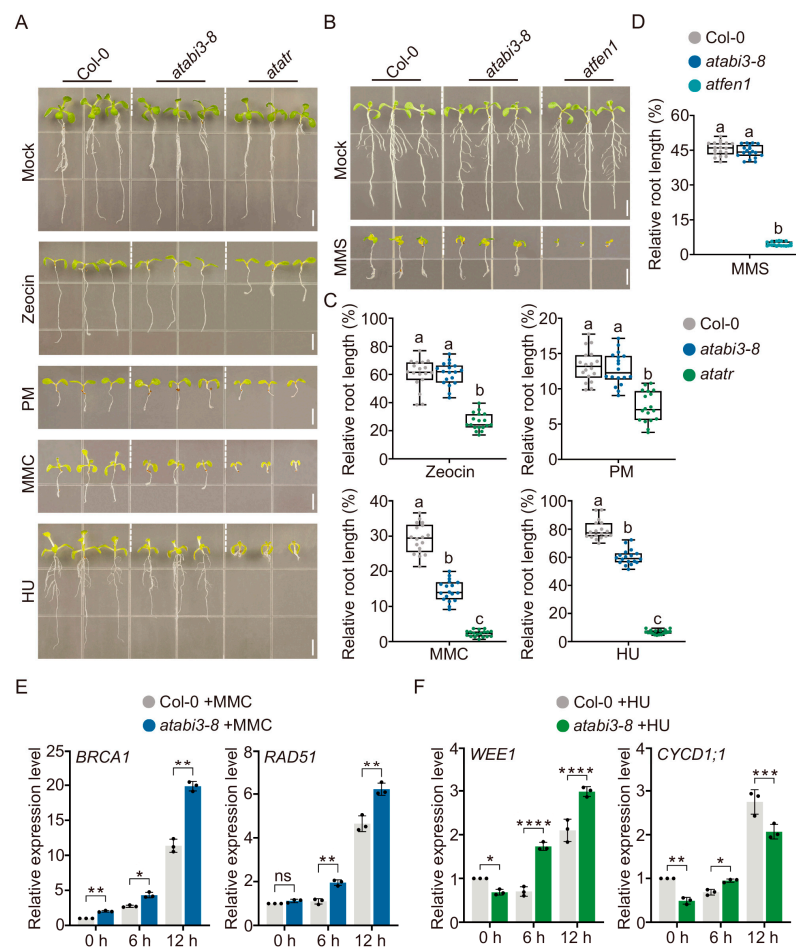 A
Col-0 atabi3-8 atatr
Mock
Zeocin
PM
MMC
HU
B
Col-0 atabi3-8 atfen1
Mock
MMS
D
Col-0
atabi3-8
atfen1
Relative root length (%)
60
45
30
15
0
a a b
MMS
C
Relative root length (%)
100
80
60
40
20
0
a a b
Zeocin
Relative root length (%)
20
15
10
5
0
a a b
PM
Col-0
atabi3-8
atatr
Relative root length (%)
40
30
20
10
0
a b c
MMC
Relative root length (%)
100
80
60
40
20
0
a b c
HU
E
Col-0 +MMC
atabi3-8 +MMC
Relative expression level
25
20
15
10
5
0
BRCA1
** * **
0 h 6 h 12 h
Relative expression level
8
6
4
2
0
RAD51
ns ** **
0 h 6 h 12 h
F
Col-0 +HU
atabi3-8 +HU
Relative expression level
4
3
2
1
0
WEE1
* **** ****
0 h 6 h 12 h
Relative expression level
4
3
2
1
0
CYCD1;1
** * ***
0 h 6 h 12 h